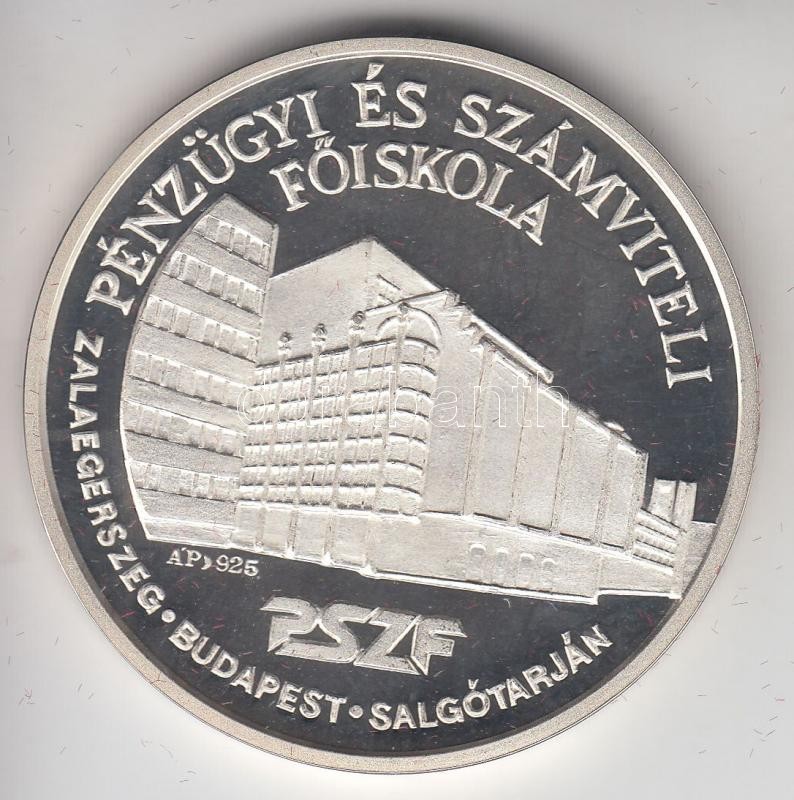 PÉNZÜGYI ÉS SZÁMVITELI
FŐISKOLA
AP 925
PSZF
ZALAEGERSZEG • BUDAPEST • SALGÓTARJÁN